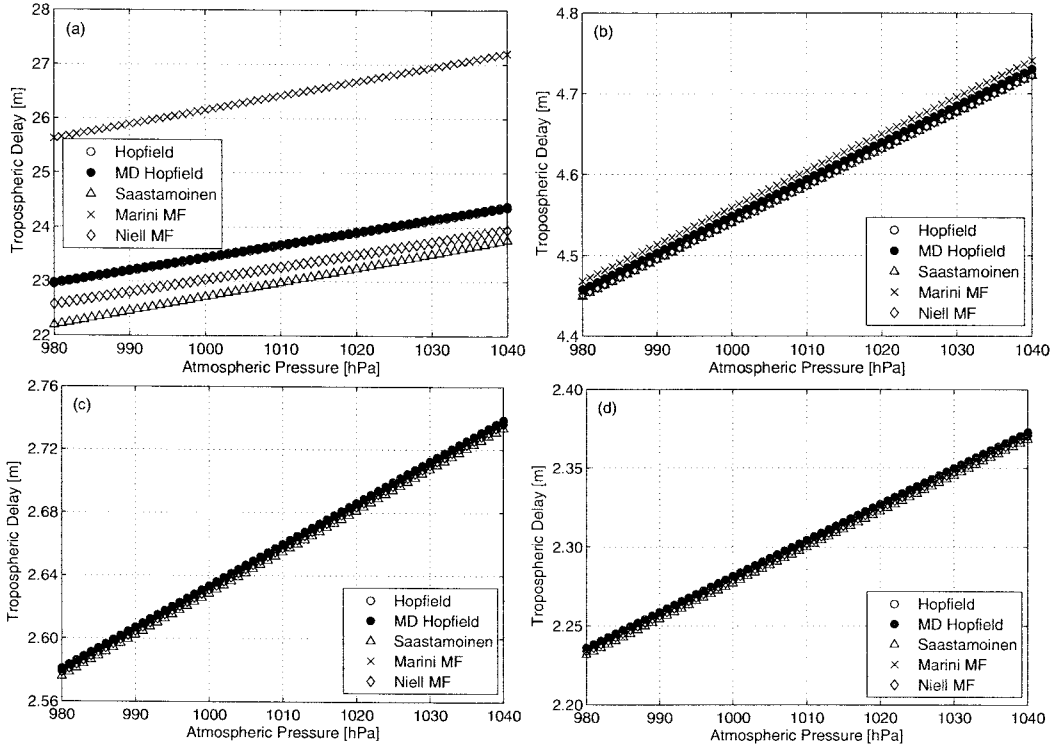 (a)
Tropospheric Delay [m]
28
27
26
25
24
23
22
Hopfield
MD Hopfield
Saastamoinen
Marini MF
Niell MF
980 990 1000 1010 1020 1030 1040
Atmospheric Pressure [hPa]
(b)
Tropospheric Delay [m]
4.8
4.7
4.6
4.5
4.4
Hopfield
MD Hopfield
Saastamoinen
Marini MF
Niell MF
980 990 1000 1010 1020 1030 1040
Atmospheric Pressure [hPa]
(c)
Tropospheric Delay [m]
2.76
2.72
2.68
2.64
2.60
2.56
Hopfield
MD Hopfield
Saastamoinen
Marini MF
Niell MF
980 990 1000 1010 1020 1030 1040
Atmospheric Pressure [hPa]
(d)
Tropospheric Delay [m]
2.40
2.35
2.30
2.25
2.20
Hopfield
MD Hopfield
Saastamoinen
Marini MF
Niell MF
980 990 1000 1010 1020 1030 1040
Atmospheric Pressure [hPa]